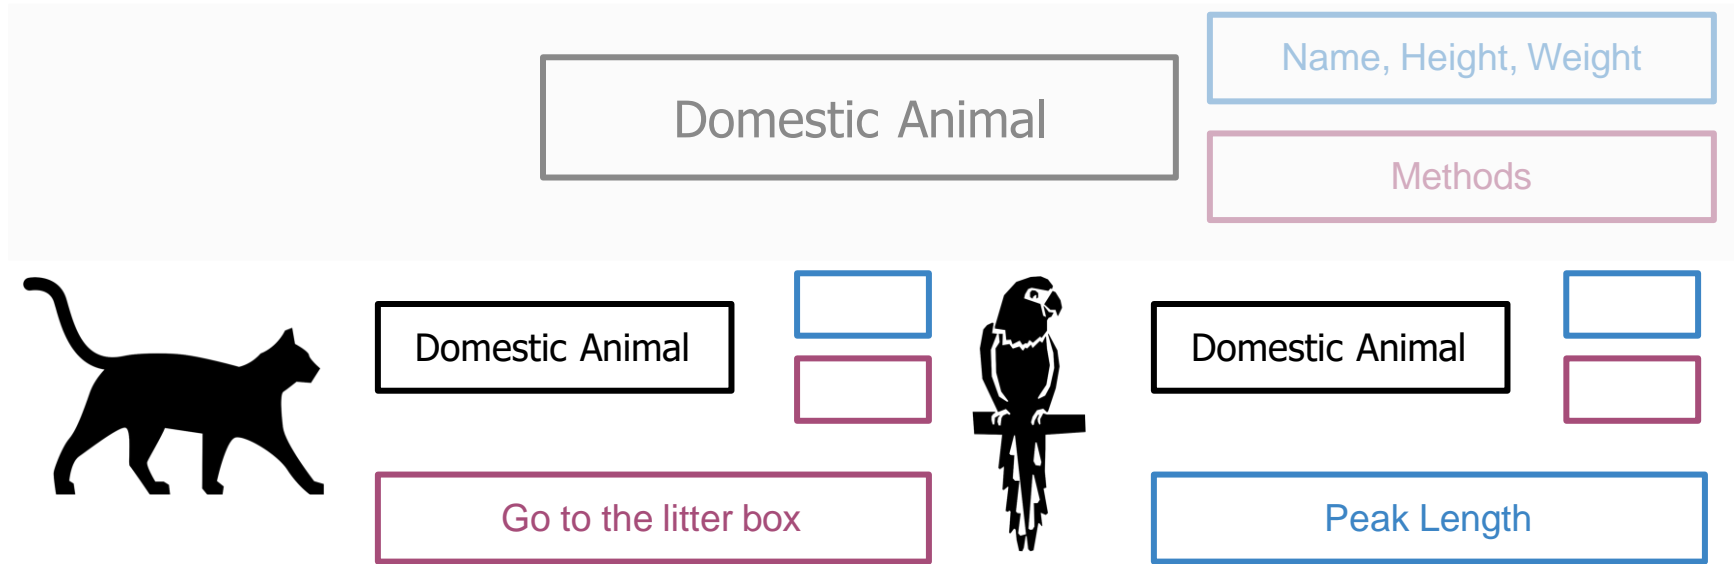 Name, Height, Weight
Domestic Animal
Methods
Domestic Animal
Domestic Animal
Go to the litter box
Peak Length